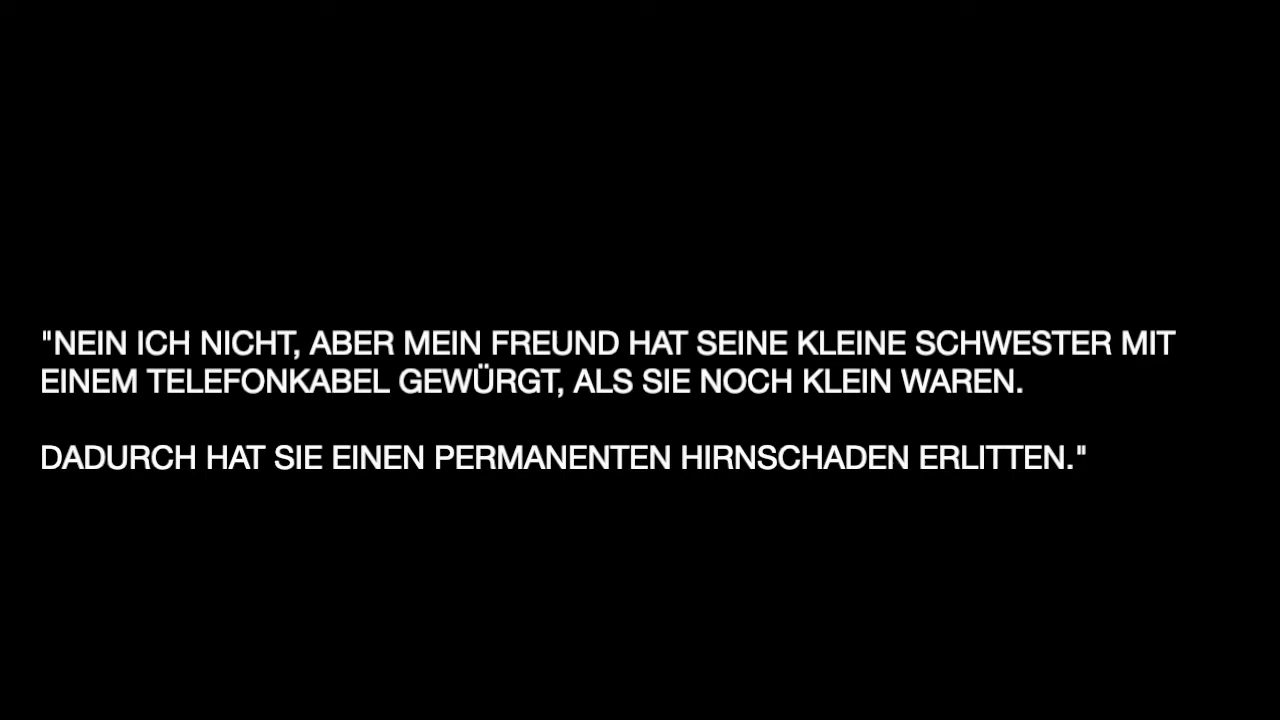 "NEIN ICH NICHT, ABER MEIN FREUND HAT SEINE KLEINE SCHWESTER MIT
EINEM TELEFONKABEL GEWÜRGT, ALS SIE NOCH KLEIN WAREN.
DADURCH HAT SIE EINEN PERMANENTEN HIRNSCHADEN ERLITTEN."